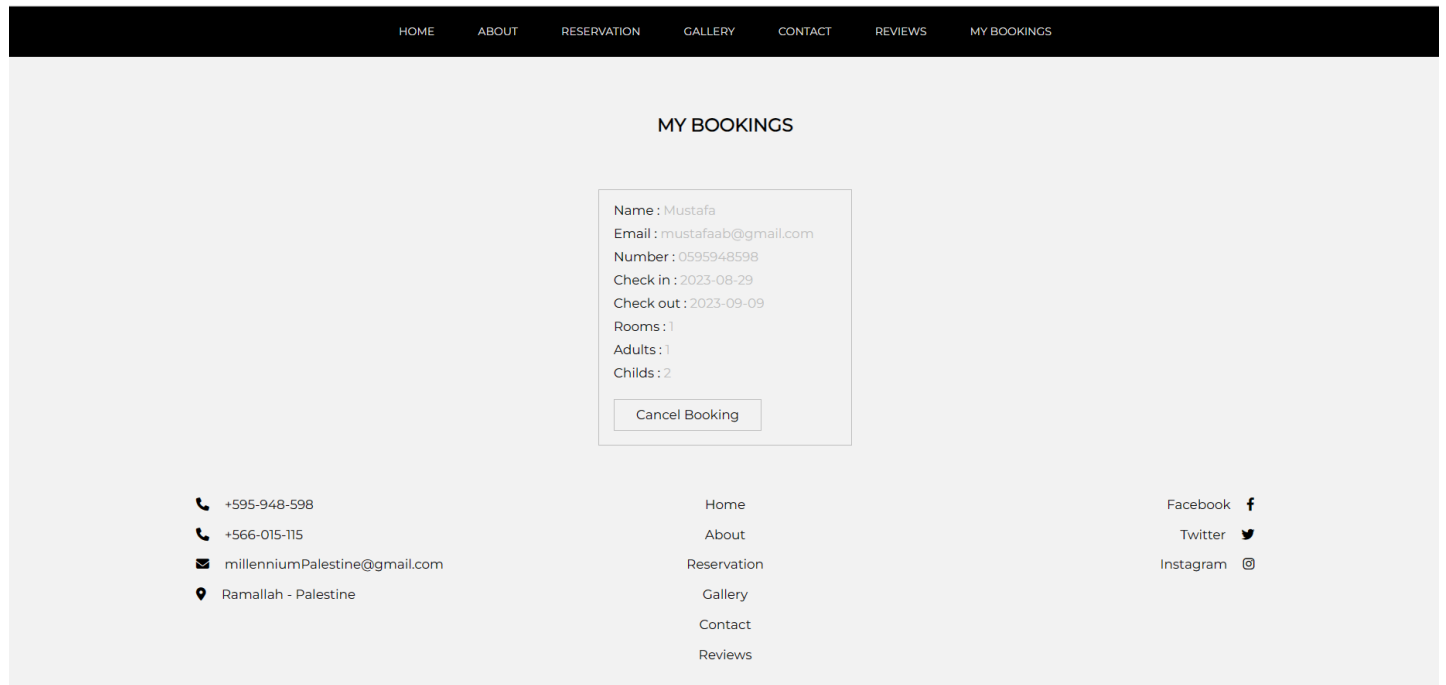 HOME ABOUT RESERVATION GALLERY CONTACT REVIEWS MY BOOKINGS
MY BOOKINGS
Name : Mustafa
Email : mustafaab@gmail.com
Number : 0595948598
Check in : 2023-08-29
Check out : 2023-09-09
Rooms : 1
Adults : 1
Childs : 2
Cancel Booking
+595-948-598
+566-015-115
millenniumPalestine@gmail.com
Ramallah - Palestine
Home
About
Reservation
Gallery
Contact
Reviews
Facebook
Twitter
Instagram